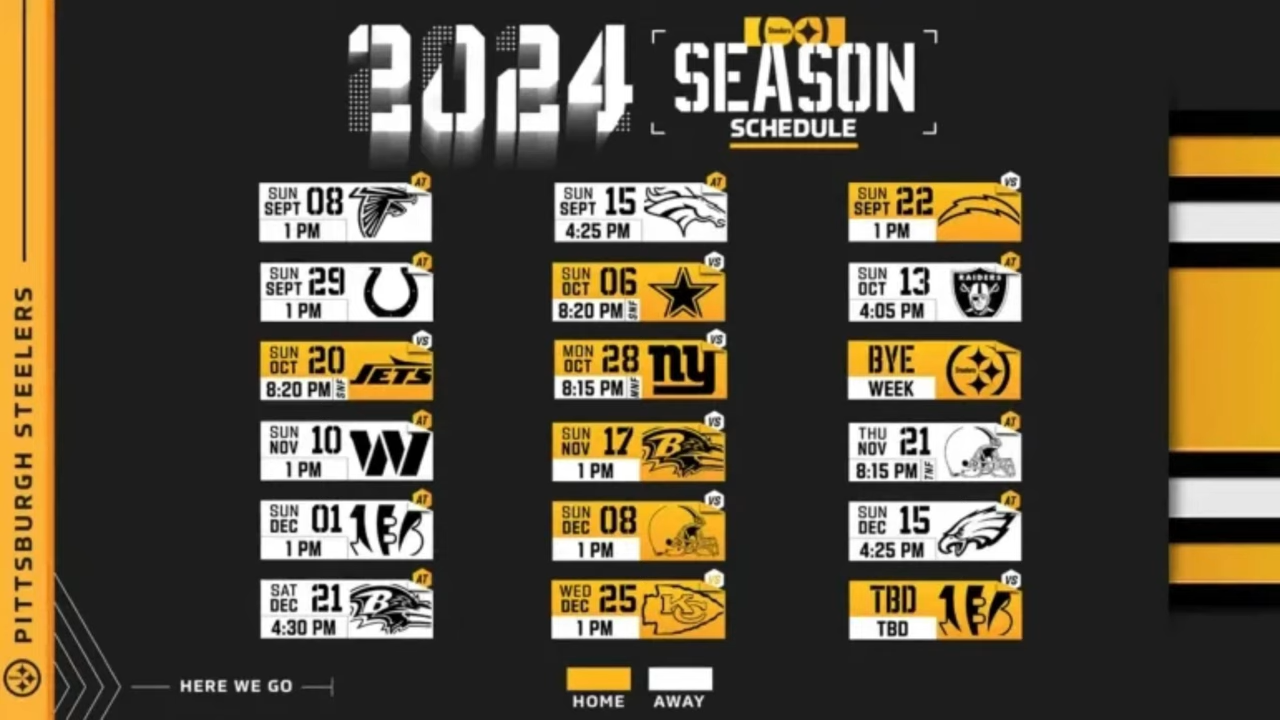 2024
Steelers
SEASON
SCHEDULE
AT
SUN SEPT 08
1 PM
AT
SUN SEPT 15
4:25 PM
VS
SUN SEPT 22
1 PM
AT
SUN SEPT 29
1 PM
VS
SUN OCT 06
8:20 PM SNF
AT
SUN OCT 13
4:05 PM
RAIDERS
VS
SUN OCT 20
8:20 PM SNF
JETS
VS
MON OCT 28
8:15 PM MNF
ny
BYE
WEEK
Steelers
AT
SUN NOV 10
1 PM
W
VS
SUN NOV 17
1 PM
B
AT
THU NOV 21
8:15 PM TNF
AT
SUN DEC 01
1 PM
B
VS
SUN DEC 08
1 PM
AT
SUN DEC 15
4:25 PM
AT
SAT DEC 21
4:30 PM
B
VS
WED DEC 25
1 PM
KC
VS
TBD
TBD
B
PITTSBURGH STEELERS
HERE WE GO
HOME
AWAY